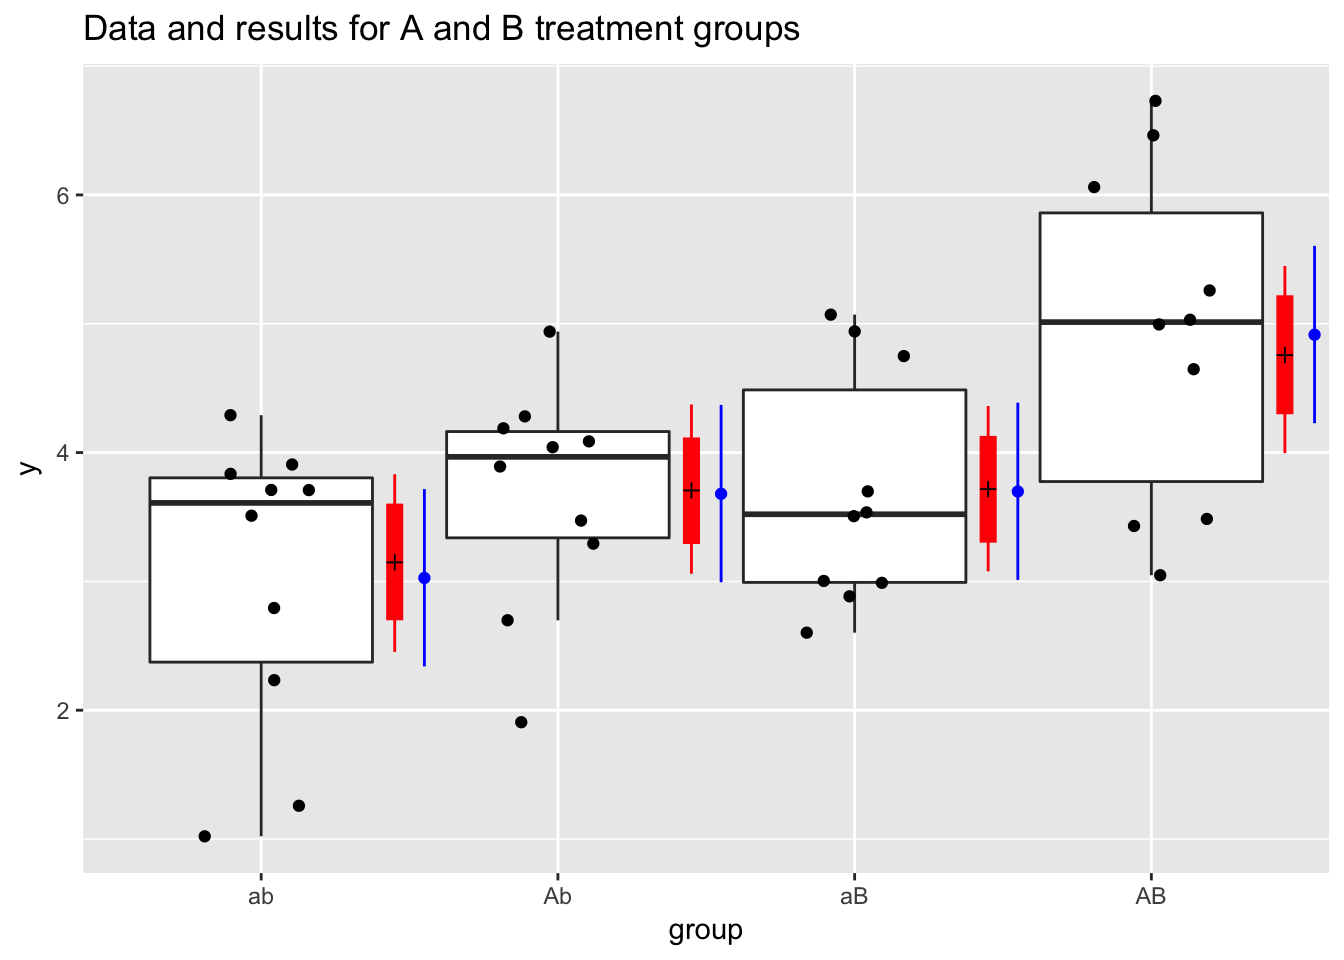 Data and results for A and B treatment groups
y
6
4
2
ab
Ab
aB
AB
group